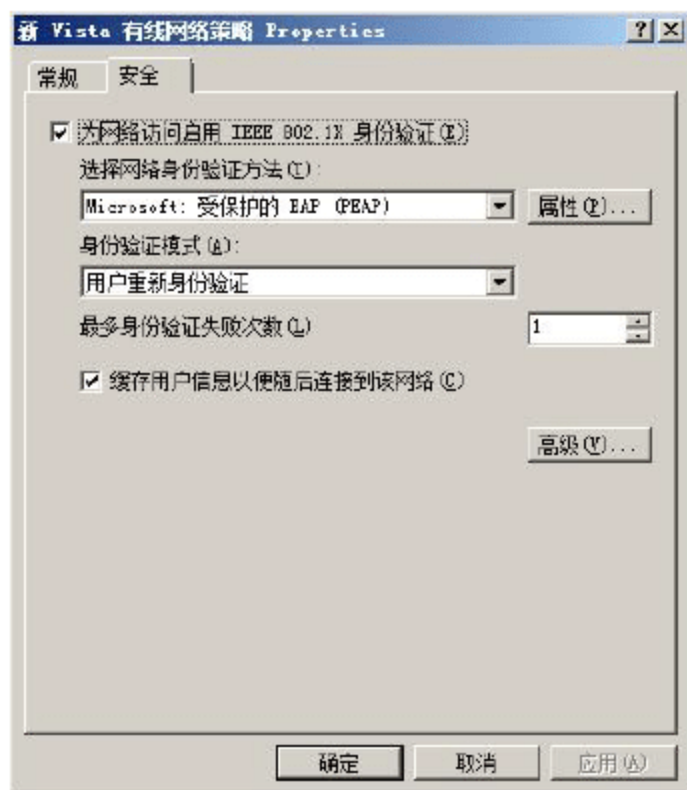 新 Vista 有线网络策略 Properties
常规 安全
为网络访问启用 IEEE 802.1X 身份验证(E)
选择网络身份验证方法(T):
Microsoft: 受保护的 EAP (PEAP)
属性(P)...
身份验证模式(A):
用户重新身份验证
最多身份验证失败次数(L)
1
缓存用户信息以便随后连接到该网络(C)
高级(V)...
确定 取消 应用(A)